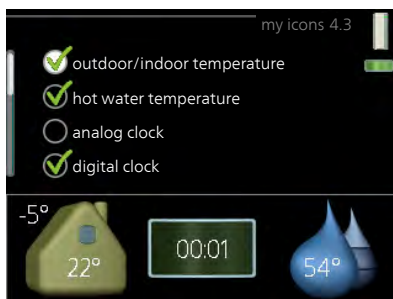 my icons 4.3
outdoor/indoor temperature
hot water temperature
analog clock
digital clock
-5°
22°
00:01
54°